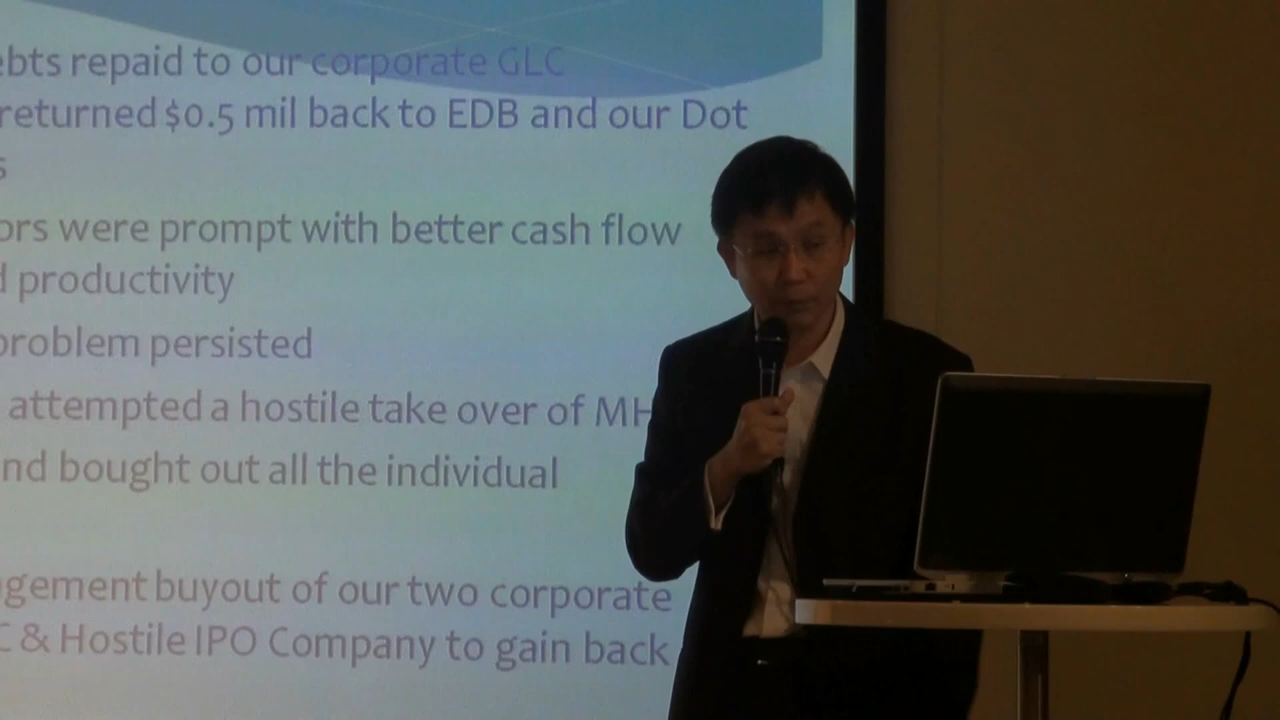 ebts repaid to our corporate GLC
returned $0.5 mil back to EDB and our Dot
s
ors were prompt with better cash flow
d productivity
problem persisted
attempted a hostile take over of MH
nd bought out all the individual
gement buyout of our two corporate
C & Hostile IPO Company to gain back